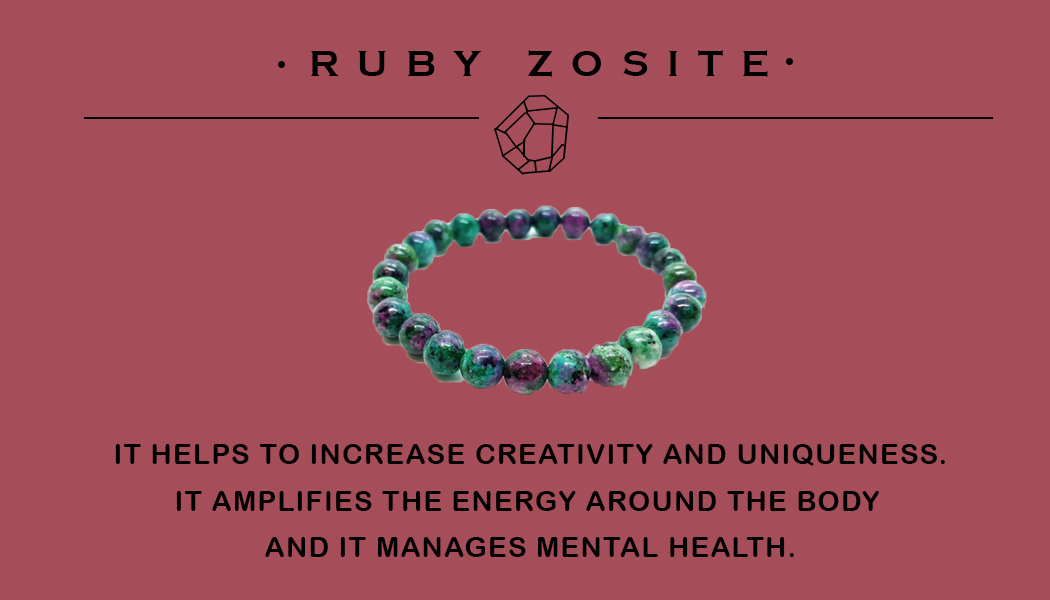 · RUBY ZOSITE ·
IT HELPS TO INCREASE CREATIVITY AND UNIQUENESS.
IT AMPLIFIES THE ENERGY AROUND THE BODY
AND IT MANAGES MENTAL HEALTH.